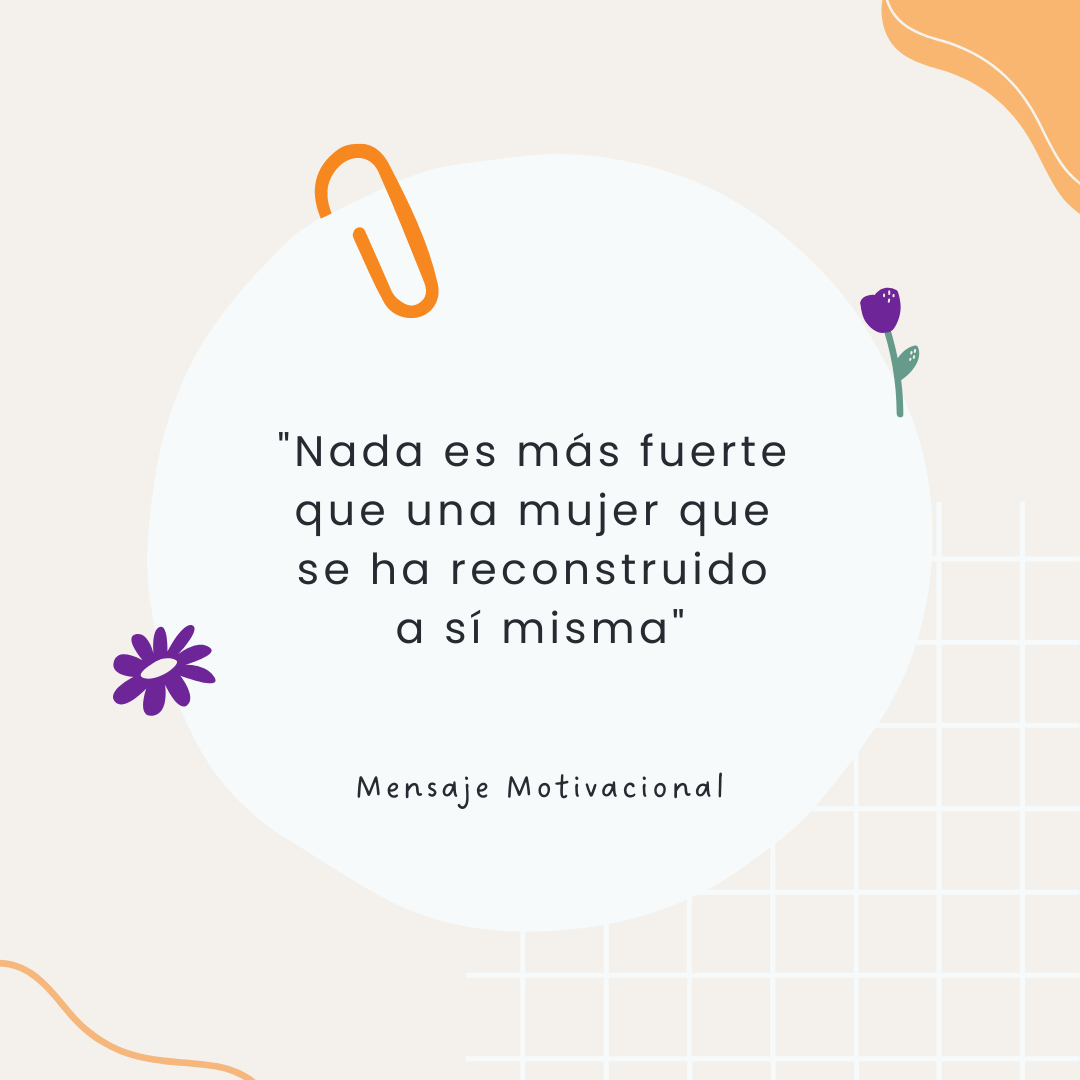 "Nada es más fuerte
que una mujer que
se ha reconstruido
a sí misma"
Mensaje Motivacional